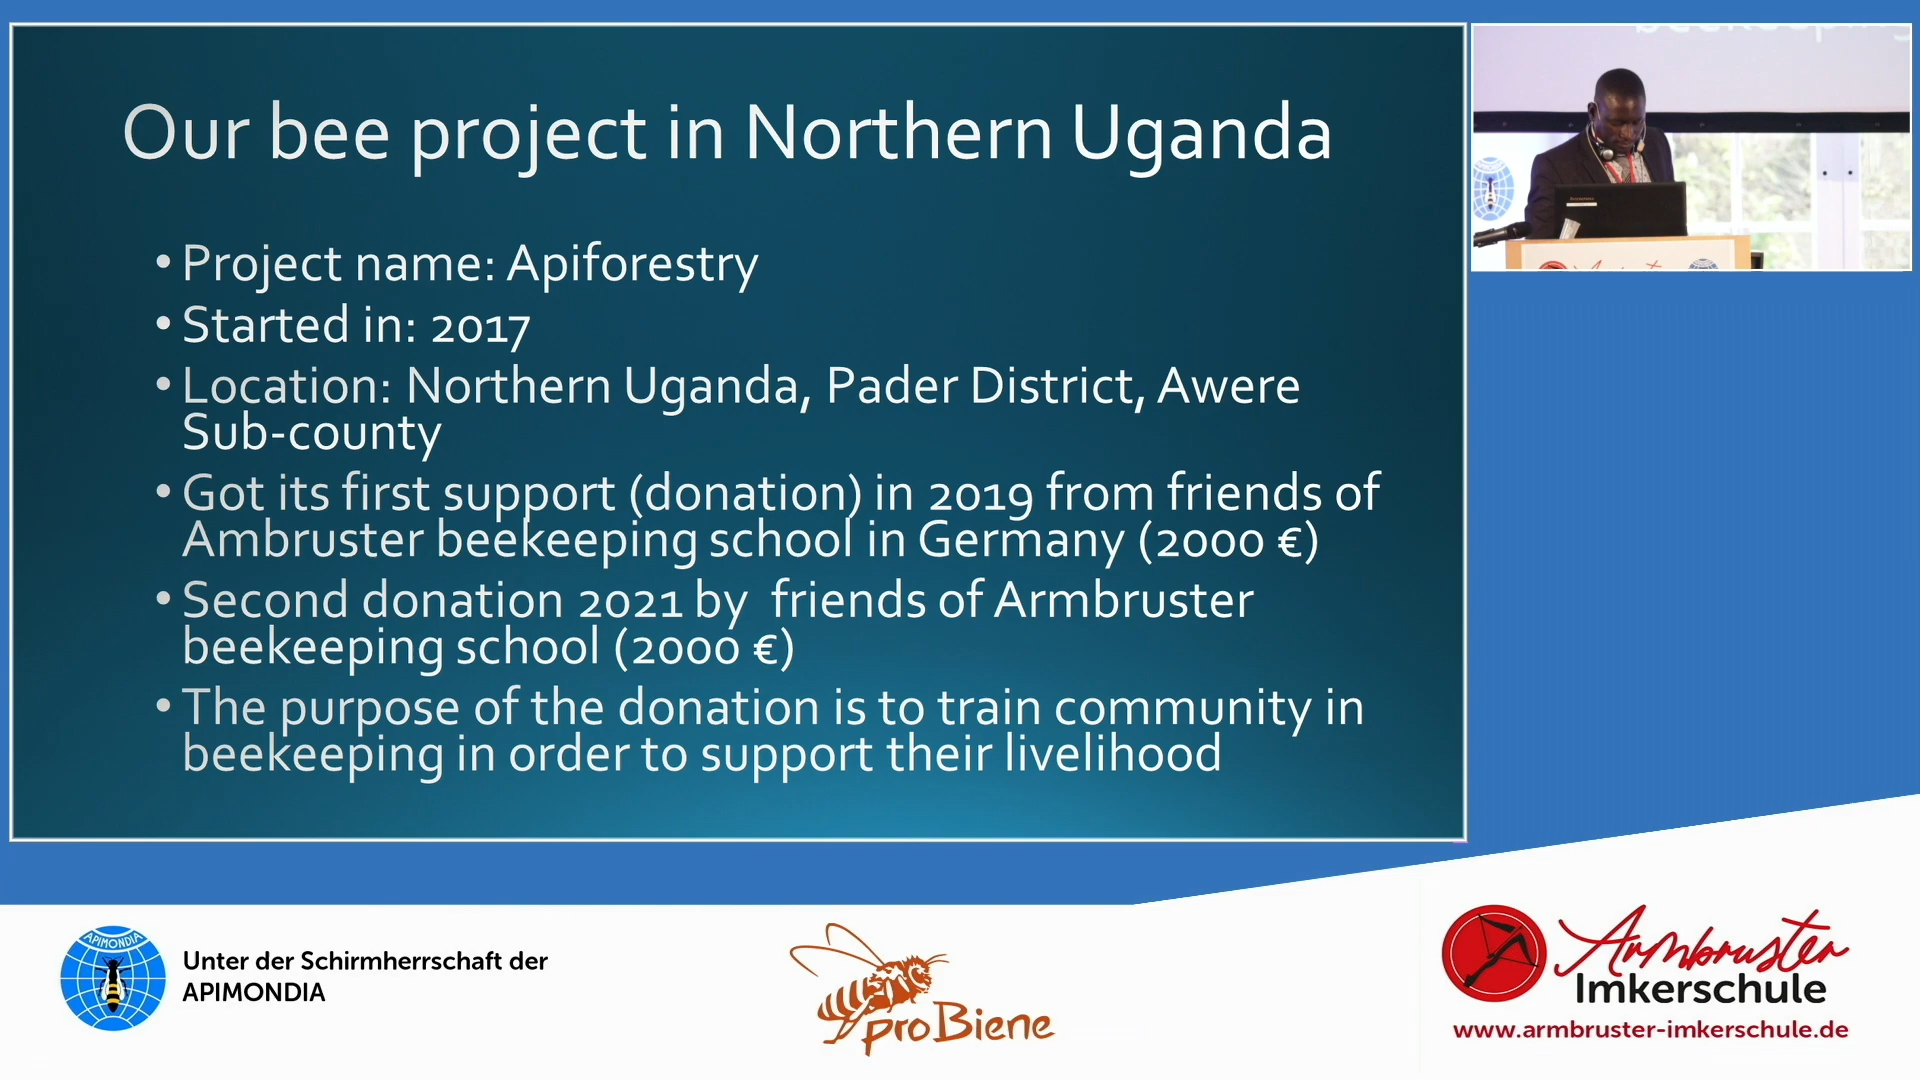 Our bee project in Northern Uganda
• Project name: Apiforestry
• Started in: 2017
• Location: Northern Uganda, Pader District, Awere
Sub-county
• Got its first support (donation) in 2019 from friends of
Ambruster beekeeping school in Germany (2000 €)
• Second donation 2021 by  friends of Armbruster
beekeeping school (2000 €)
• The purpose of the donation is to train community in
beekeeping in order to support their livelihood
beekeeping
APIMONDIA
Unter der Schirmherrschaft der
APIMONDIA
proBiene
Armbruster
Imkerschule
www.armbruster-imkerschule.de